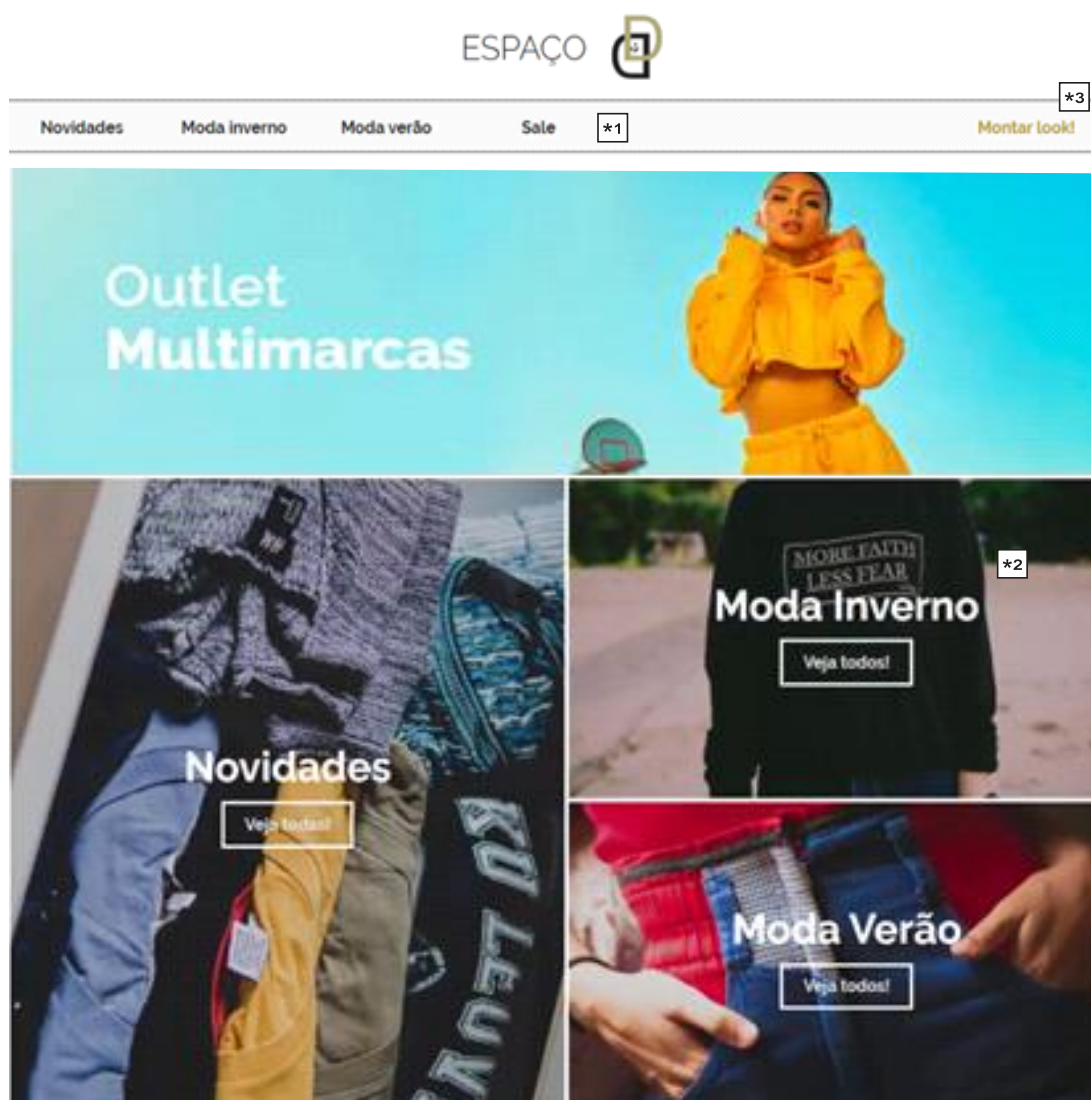 ESPAÇO
*3
Novidades Moda inverno Moda verão Sale *1 Montar look!
Outlet
Multimarcas
MORE FAITH
LESS FEAR
*2
Moda Inverno
Veja todos!
Novidades
Veja todas!
Moda Verão
Veja todos!